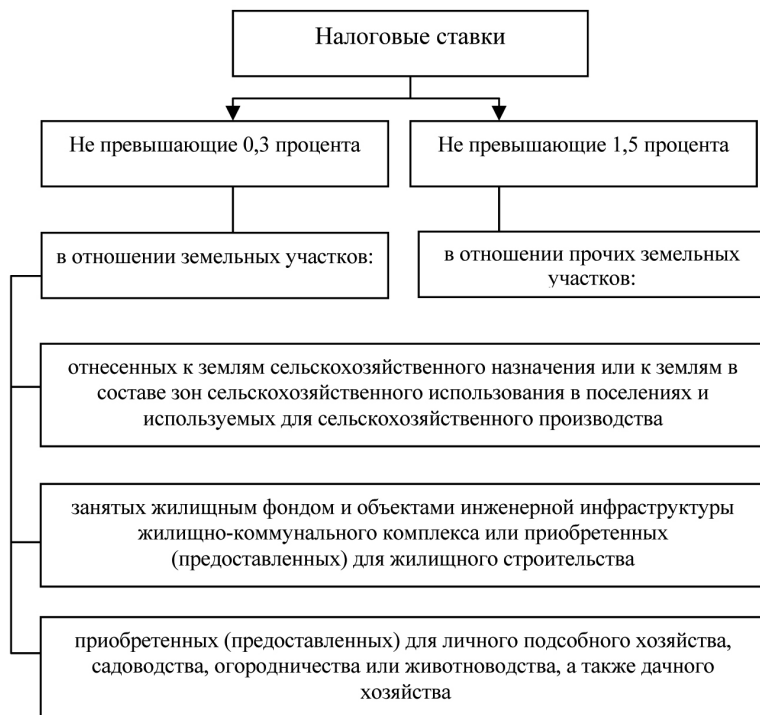 Налоговые ставки
Не превышающие 0,3 процента
Не превышающие 1,5 процента
в отношении земельных участков:
в отношении прочих земельных
участков:
отнесенных к землям сельскохозяйственного назначения или к землям в
составе зон сельскохозяйственного использования в поселениях и
используемых для сельскохозяйственного производства
занятых жилищным фондом и объектами инженерной инфраструктуры
жилищно-коммунального комплекса или приобретенных
(предоставленных) для жилищного строительства
приобретенных (предоставленных) для личного подсобного хозяйства,
садоводства, огородничества или животноводства, а также дачного
хозяйства